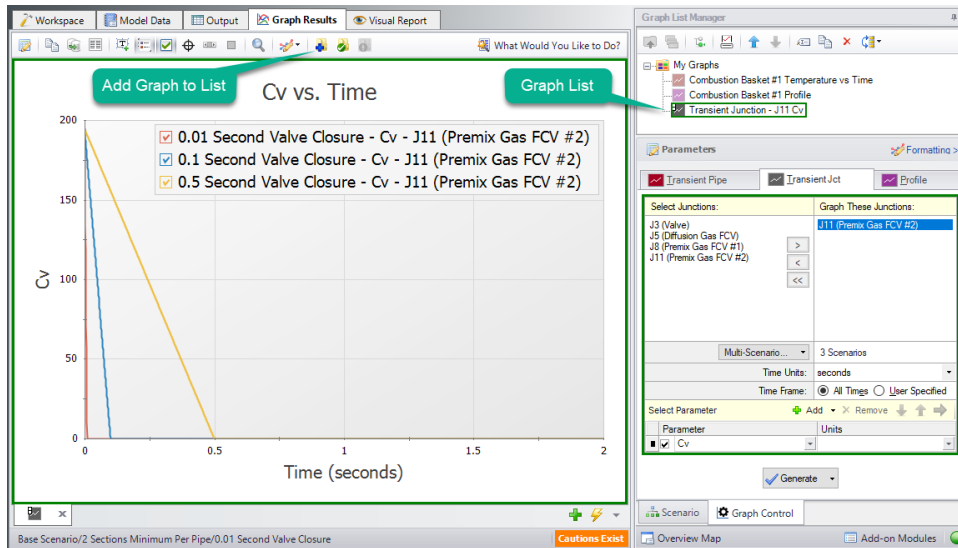 Workspace
Model Data
Output
Graph Results
Visual Report
What Would You Like to Do?
Add Graph to List
Cv vs. Time
0.01 Second Valve Closure - Cv - J11 (Premix Gas FCV #2)
0.1 Second Valve Closure - Cv - J11 (Premix Gas FCV #2)
0.5 Second Valve Closure - Cv - J11 (Premix Gas FCV #2)
200
150
100
50
0
Cv
0
0.5
1
1.5
2
Time (seconds)
Base Scenario/2 Sections Minimum Per Pipe/0.01 Second Valve Closure
Cautions Exist
Graph List Manager
My Graphs
Combustion Basket #1 Temperature vs Time
Combustion Basket #1 Profile
Transient Junction - J11 Cv
Graph List
Parameters
Formatting >
Transient Pipe
Transient Jct
Profile
Select Junctions:
Graph These Junctions:
J3 (Valve)
J5 (Diffusion Gas FCV)
J8 (Premix Gas FCV #1)
J11 (Premix Gas FCV #2)
>
<
<<
J11 (Premix Gas FCV #2)
Multi-Scenario...
3 Scenarios
Time Units:
seconds
Time Frame:
All Times
User Specified
Select Parameter
Add
Remove
Parameter
Units
Cv
Generate
Scenario
Graph Control
Overview Map
Add-on Modules